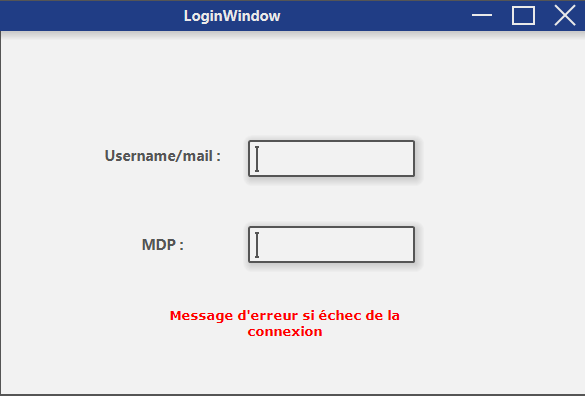 LoginWindow
Username/mail :
MDP :
Message d'erreur si échec de la
connexion